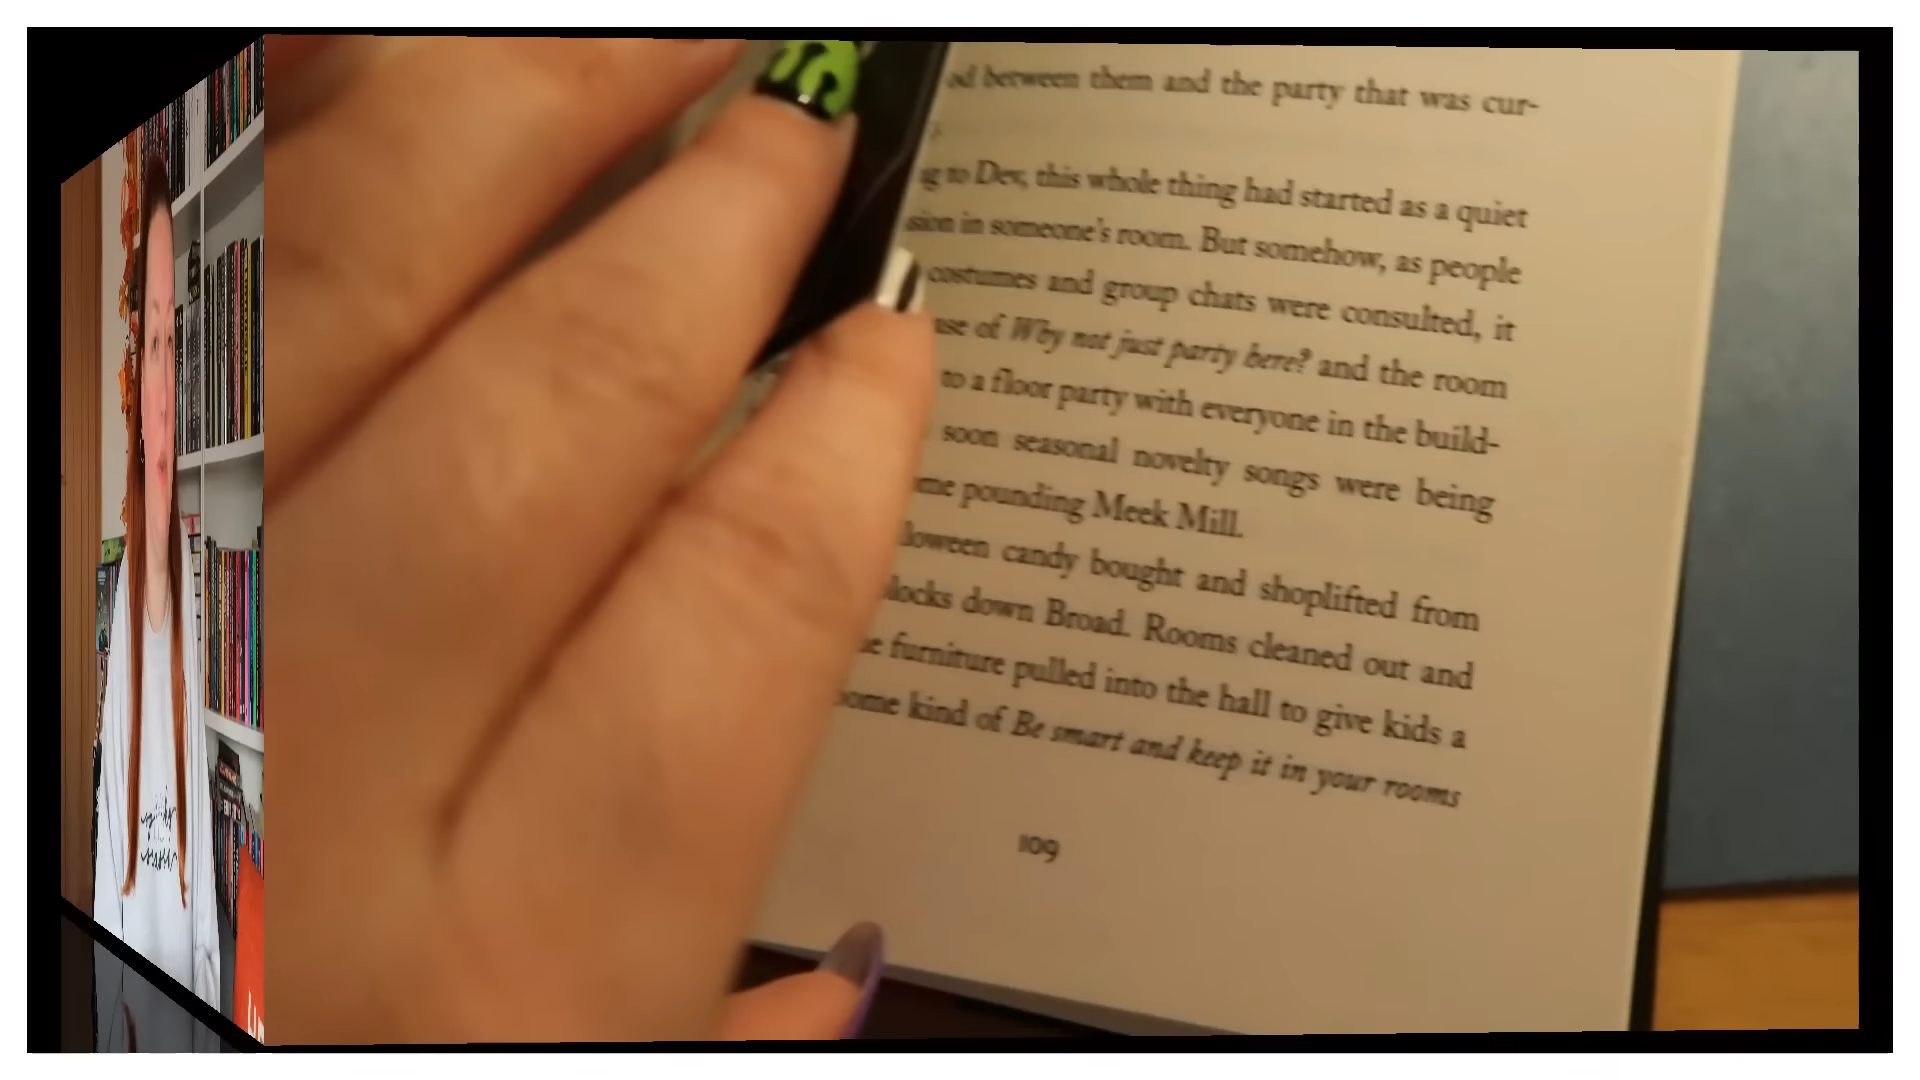 between them and the party that was cur-
to Dev, this whole thing had started as a quiet
in someone's room. But somehow, as people
costumes and group chats were consulted, it
of Why not just party here? and the room
to a floor party with everyone in the build-
soon seasonal novelty songs were being
pounding Meek Mill.
candy bought and shoplifted from
down Broad. Rooms cleaned out and
furniture pulled into the hall to give kids a
kind of Be smart and keep it in your rooms
109